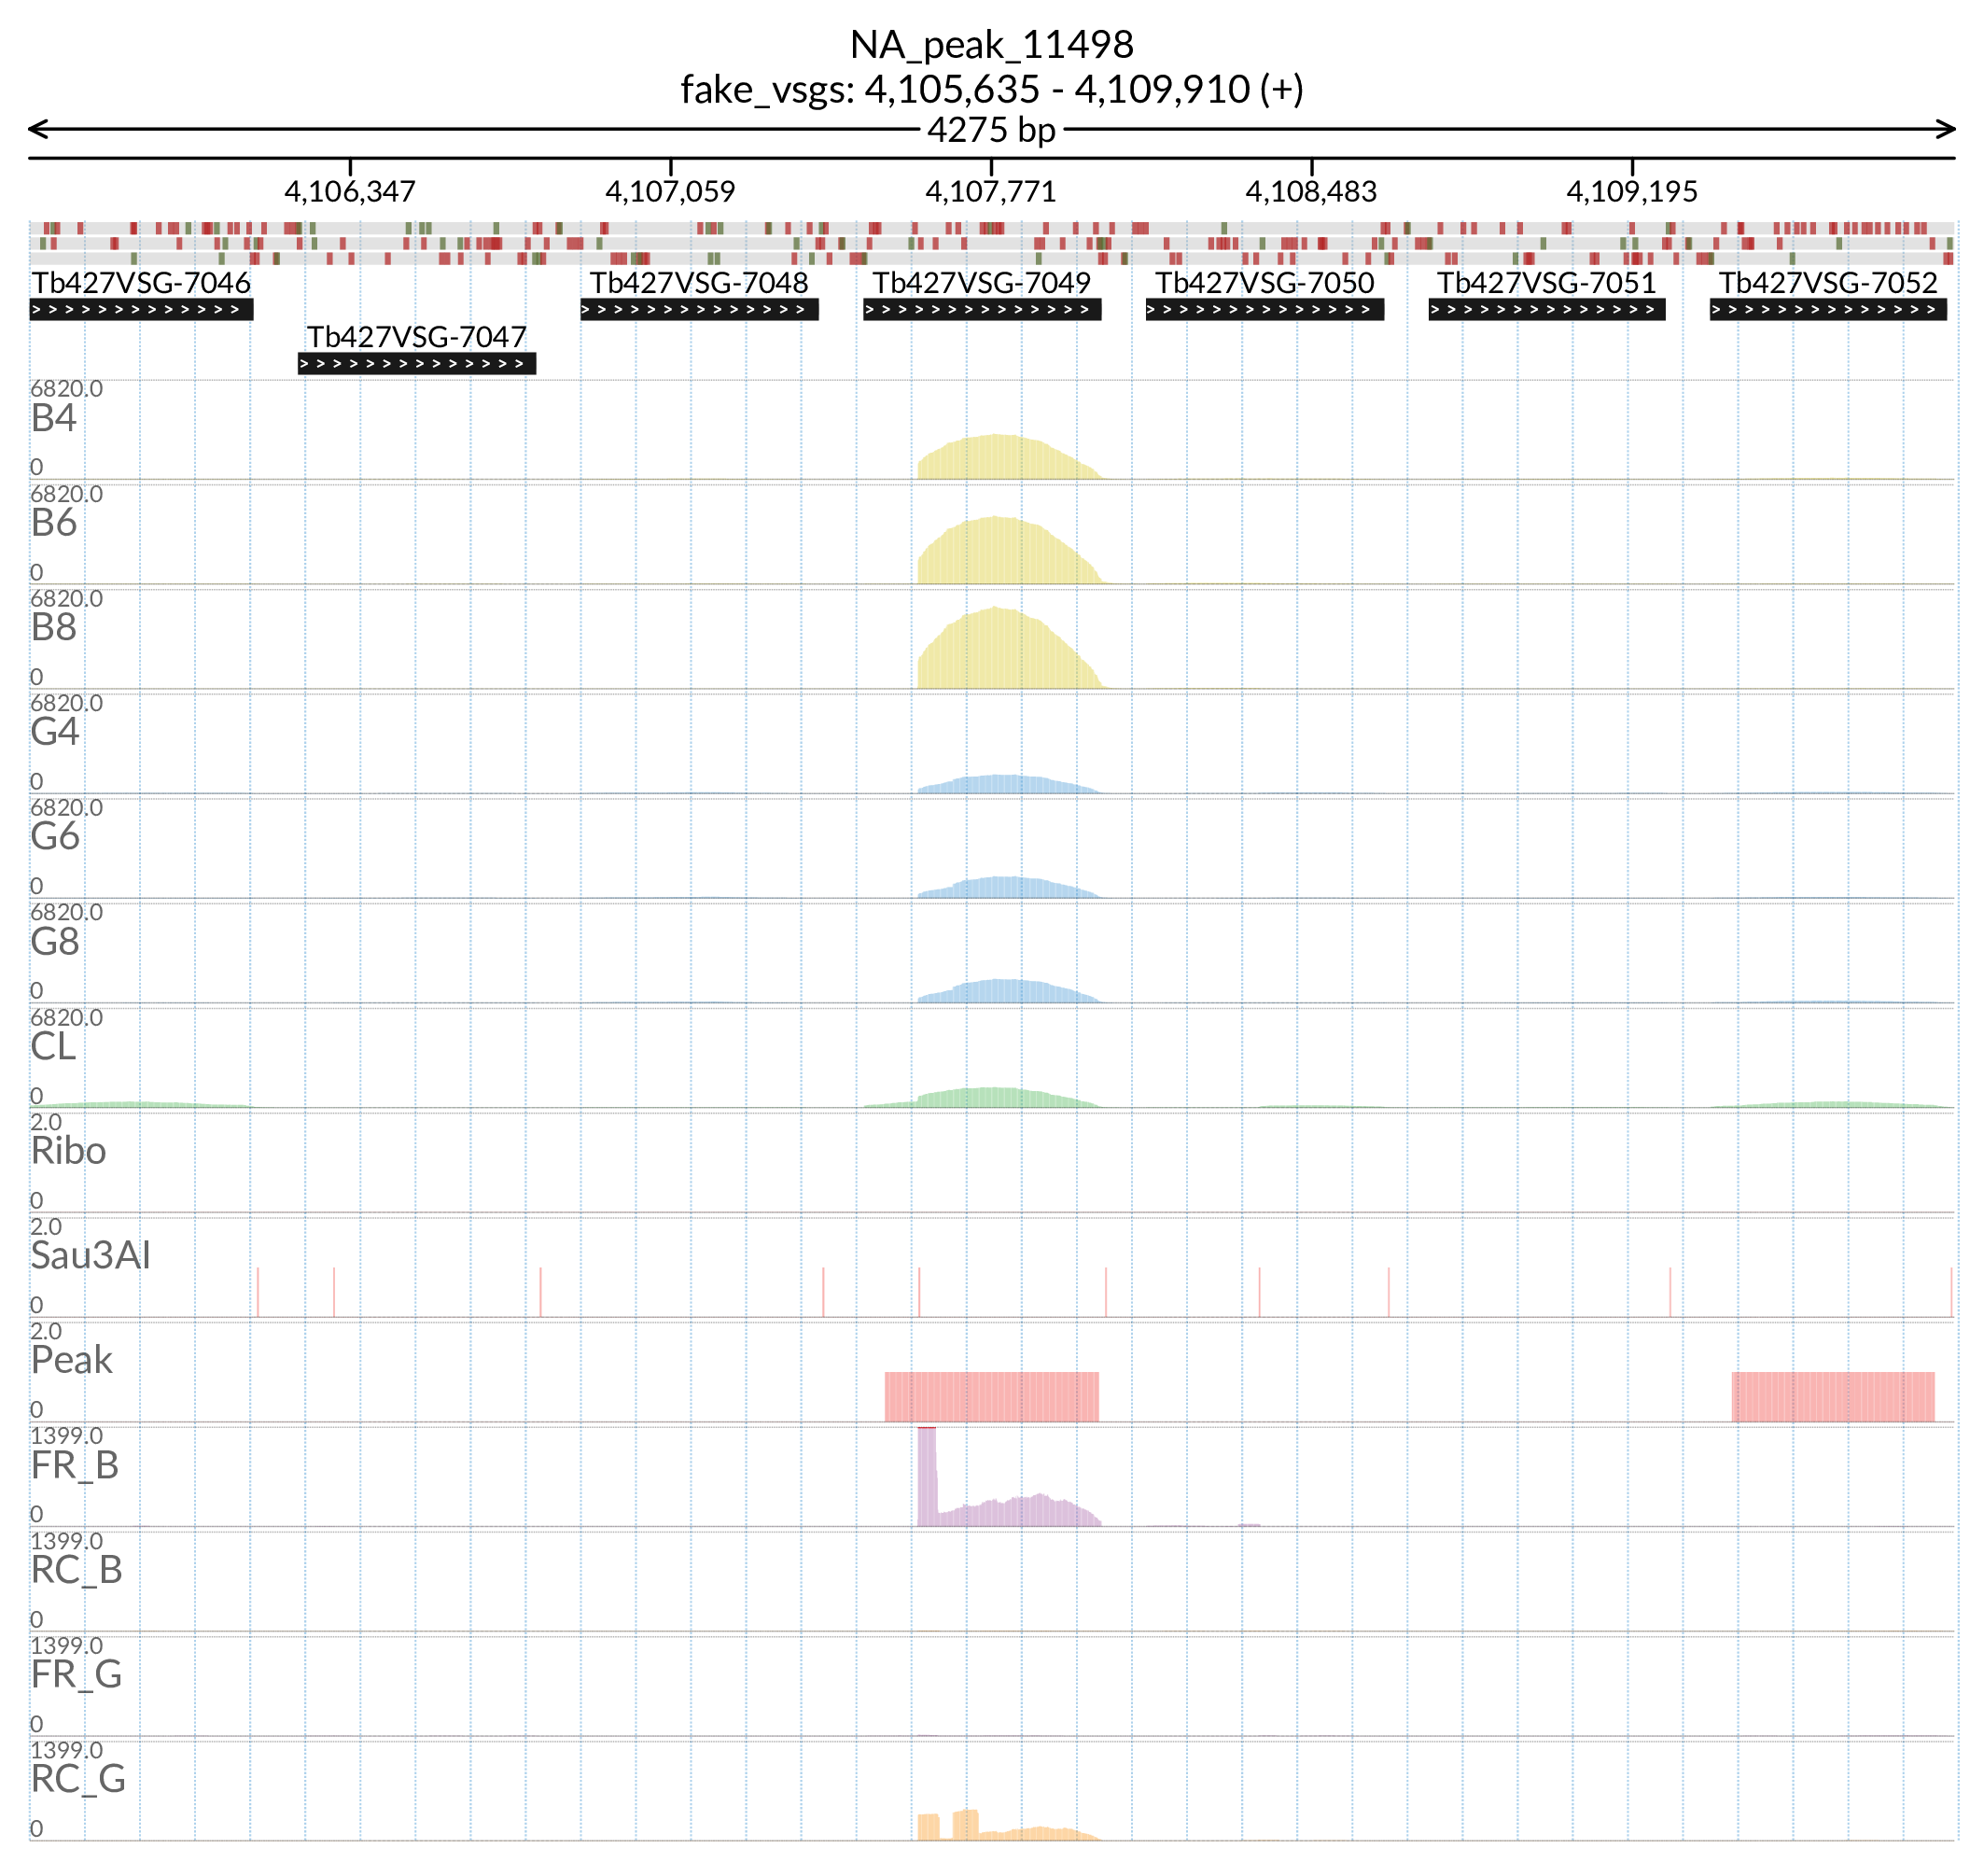 NA_peak_11498
fake_vsgs: 4,105,635 - 4,109,910 (+)
4275 bp
4,106,347 4,107,059 4,107,771 4,108,483 4,109,195
Tb427VSG-7046 Tb427VSG-7048 Tb427VSG-7049 Tb427VSG-7050 Tb427VSG-7051 Tb427VSG-7052
Tb427VSG-7047
6820.0
B4
0
6820.0
B6
0
6820.0
B8
0
6820.0
G4
0
6820.0
G6
0
6820.0
G8
0
6820.0
CL
0
2.0
Ribo
0
2.0
Sau3AI
0
2.0
Peak
0
1399.0
FR_B
0
1399.0
RC_B
0
1399.0
FR_G
0
1399.0
RC_G
0